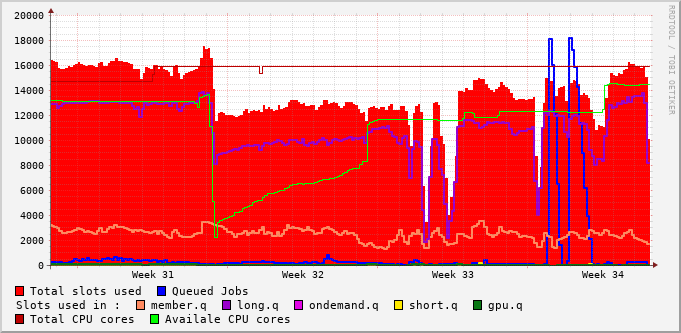 20000
18000
16000
14000
12000
10000
8000
6000
4000
2000
0
Week 31 Week 32 Week 33 Week 34
RRDTOOL / TOBI OETIKER
Total slots used Queued Jobs
Slots used in : member.q long.q ondemand.q short.q gpu.q
Total CPU cores Availale CPU cores